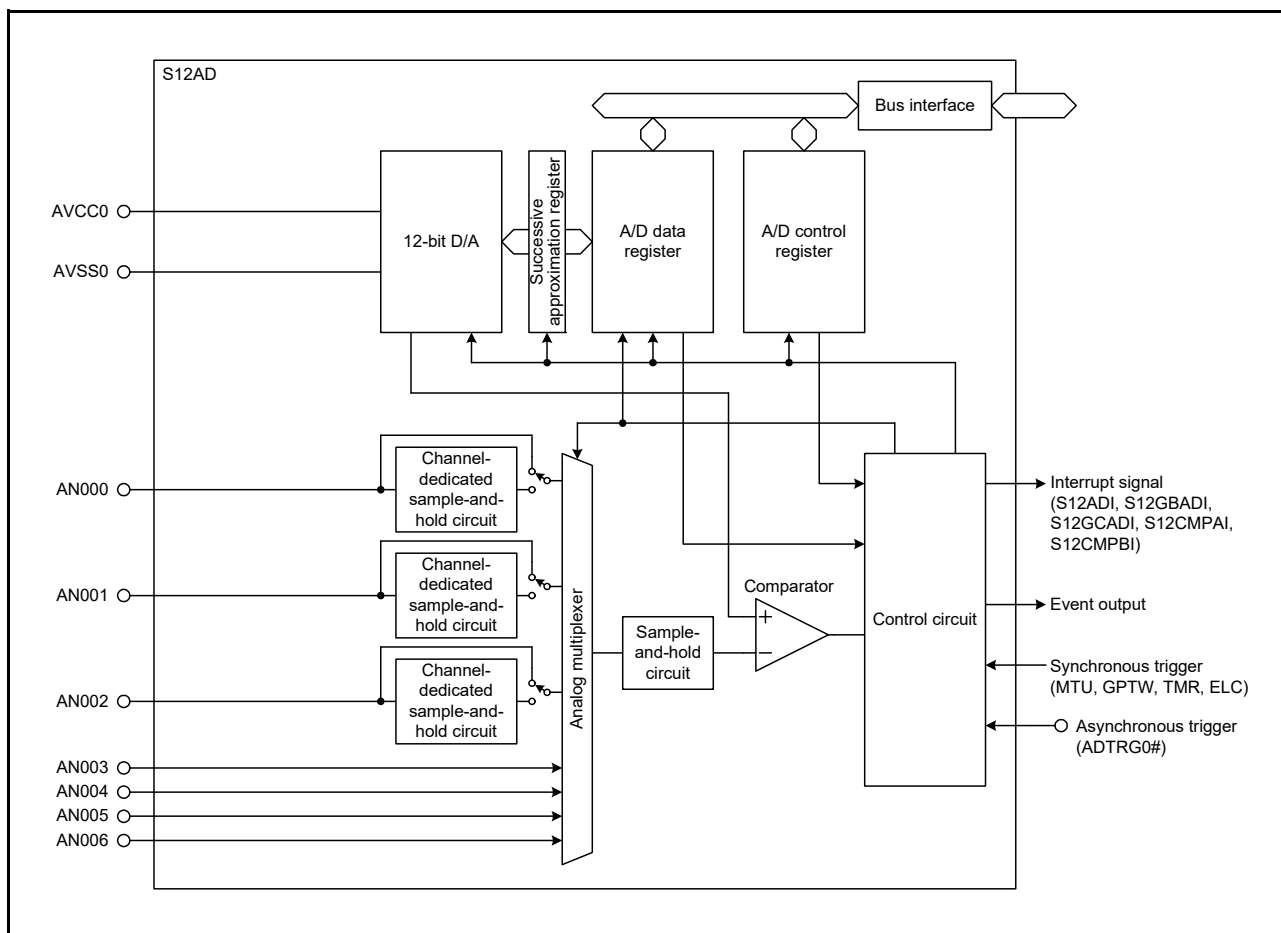 S12AD
Bus interface
AVCC0
AVSS0
12-bit D/A
Successive
approximation register
A/D data
register
A/D control
register
AN000
Channel-
dedicated
sample-and-
hold circuit
AN001
Channel-
dedicated
sample-and-
hold circuit
AN002
Channel-
dedicated
sample-and-
hold circuit
AN003
AN004
AN005
AN006
Analog multiplexer
Sample-
and-hold
circuit
Comparator
+
−
Control circuit
Interrupt signal
(S12ADI, S12GBADI,
S12GCADI, S12CMPAI,
S12CMPBI)
Event output
Synchronous trigger
(MTU, GPTW, TMR, ELC)
Asynchronous trigger
(ADTRG0#)